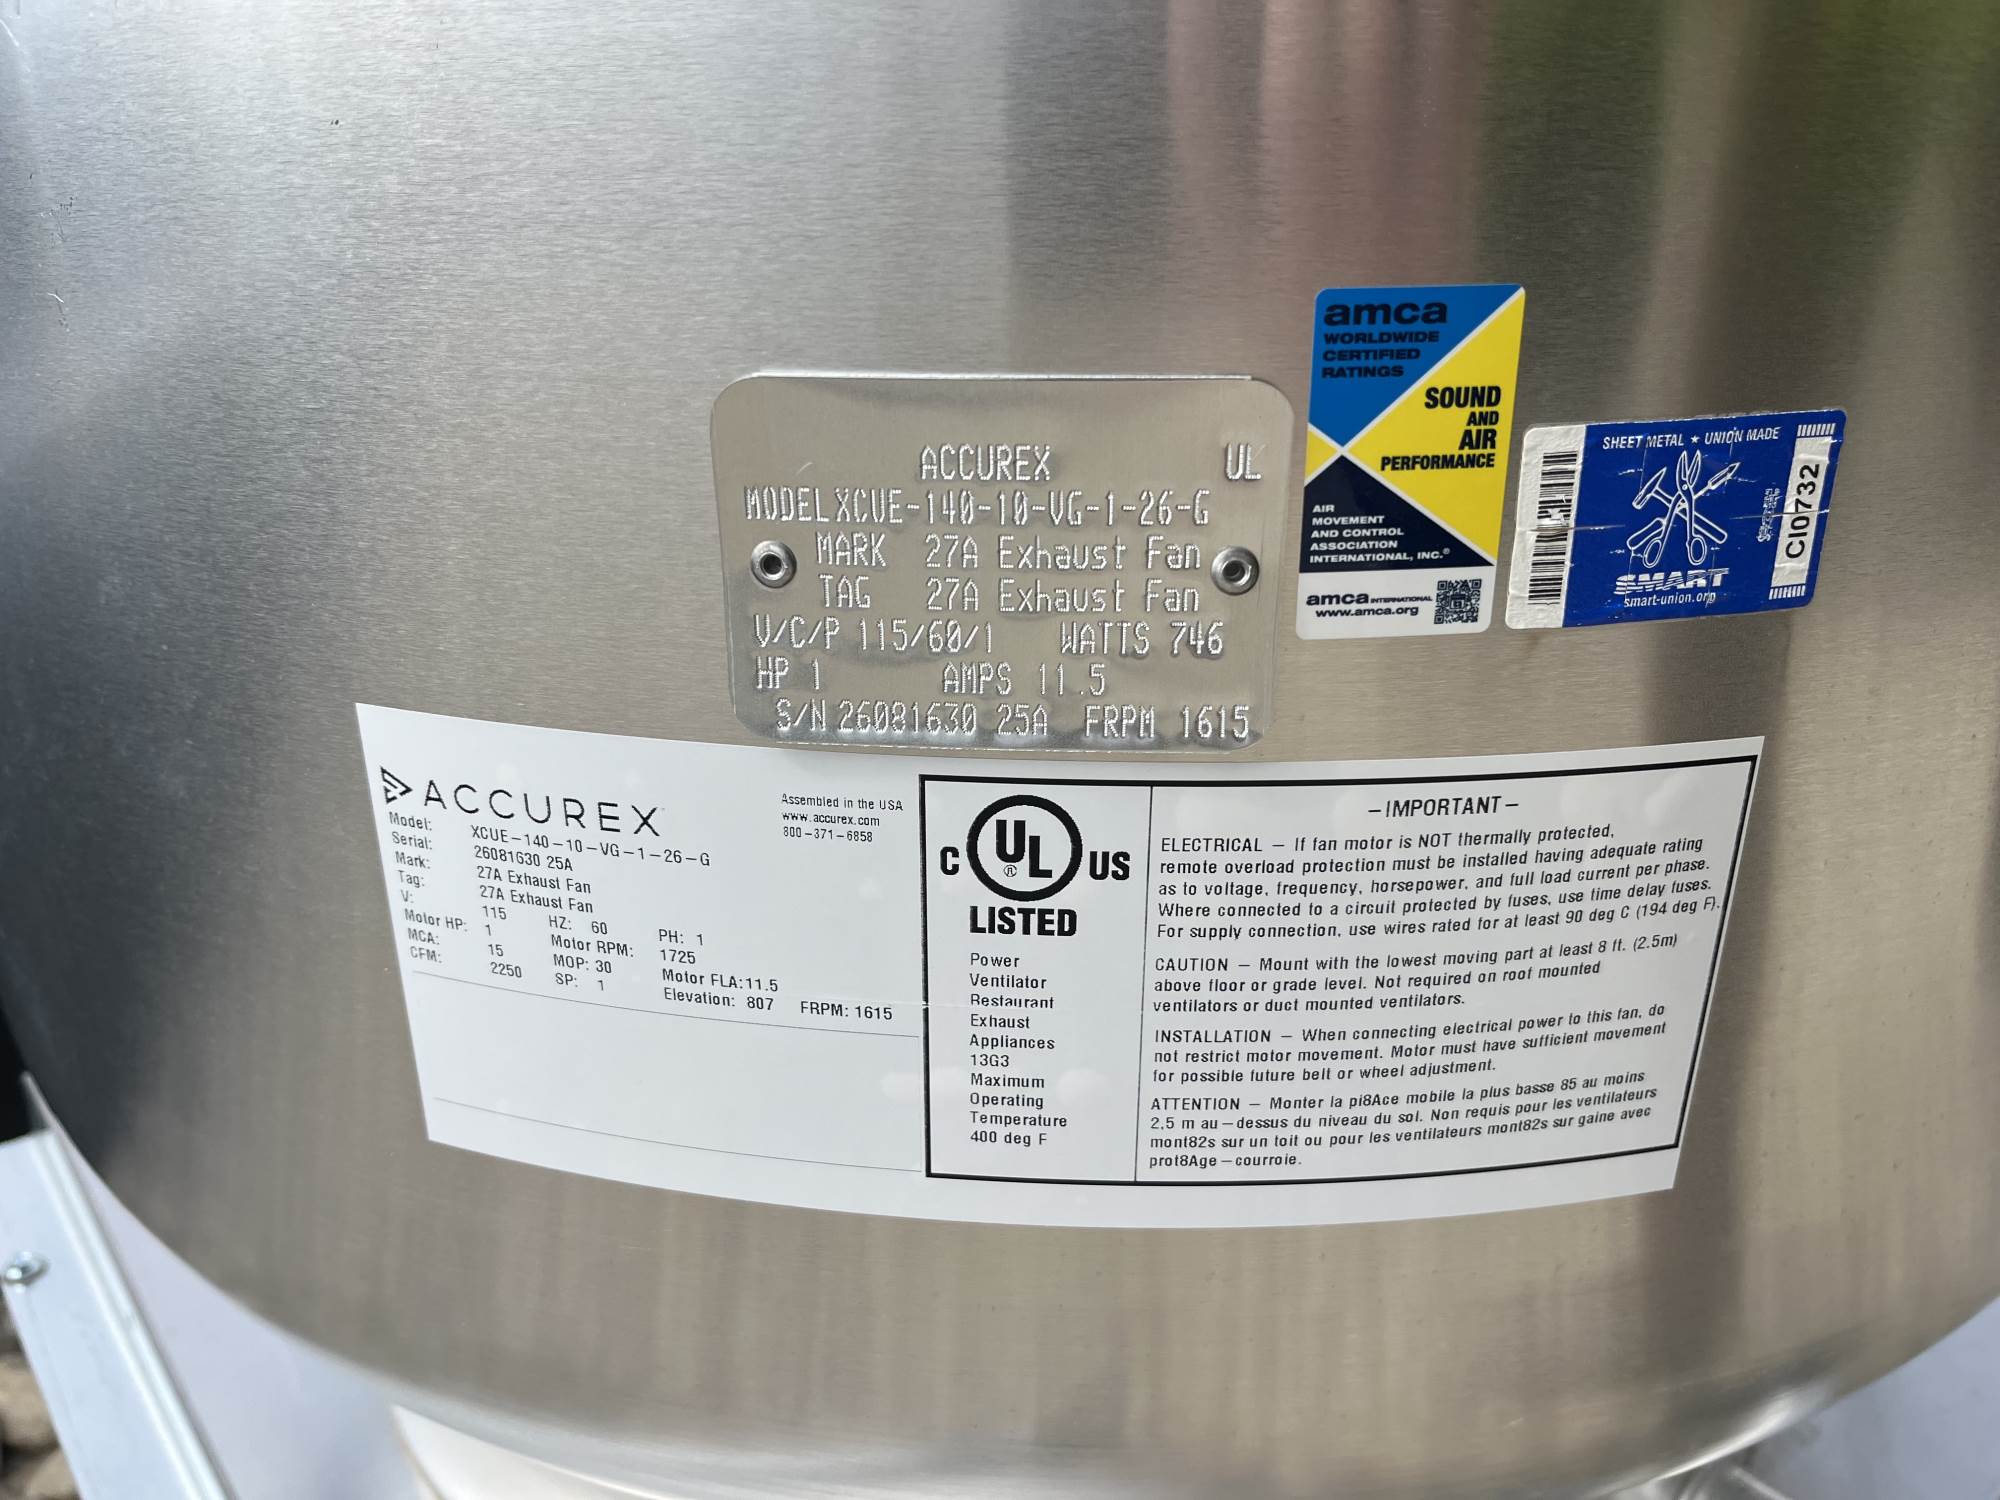 ACCUREX UL
MODEL XCUE-140-10-VG-1-26-G
MARK 27A Exhaust Fan
TAG 27A Exhaust Fan
V/C/P 115/60/1 WATTS 746
HP 1 AMPS 11.5
S/N 26081630 25A FRPM 1615
amca
WORLDWIDE
CERTIFIED
RATINGS
SOUND
AND
AIR
PERFORMANCE
AIR
MOVEMENT
AND CONTROL
ASSOCIATION
INTERNATIONAL, INC.®
amca INTERNATIONAL
www.amca.org
SHEET METAL ★ UNION MADE
SMART
smart-union.org
CI0732
ACCUREX
Assembled in the USA
www.accurex.com
800-371-6858
Model: XCUE-140-10-VG-1-26-G
Serial: 26081630 25A
Mark: 27A Exhaust Fan
Tag: 27A Exhaust Fan
V: 115 HZ: 60 PH: 1
Motor HP: 1 Motor RPM: 1725
MCA: 15 MOP: 30 Motor FLA: 11.5
CFM: 2250 SP: 1 Elevation: 807 FRPM: 1615
C UL ® US
LISTED
Power
Ventilator
Restaurant
Exhaust
Appliances
13G3
Maximum
Operating
Temperature
400 deg F
-IMPORTANT-
ELECTRICAL - If fan motor is NOT thermally protected,
remote overload protection must be installed having adequate rating
as to voltage, frequency, horsepower, and full load current per phase.
Where connected to a circuit protected by fuses, use time delay fuses.
For supply connection, use wires rated for at least 90 deg C (194 deg F).
CAUTION - Mount with the lowest moving part at least 8 ft. (2.5m)
above floor or grade level. Not required on roof mounted
ventilators or duct mounted ventilators.
INSTALLATION - When connecting electrical power to this fan, do
not restrict motor movement. Motor must have sufficient movement
for possible future belt or wheel adjustment.
ATTENTION - Monter la pi8Ace mobile la plus basse 85 au moins
2,5 m au-dessus du niveau du sol. Non requis pour les ventilateurs
mont82s sur un toit ou pour les ventilateurs mont82s sur gaine avec
prot8Age-courroie.